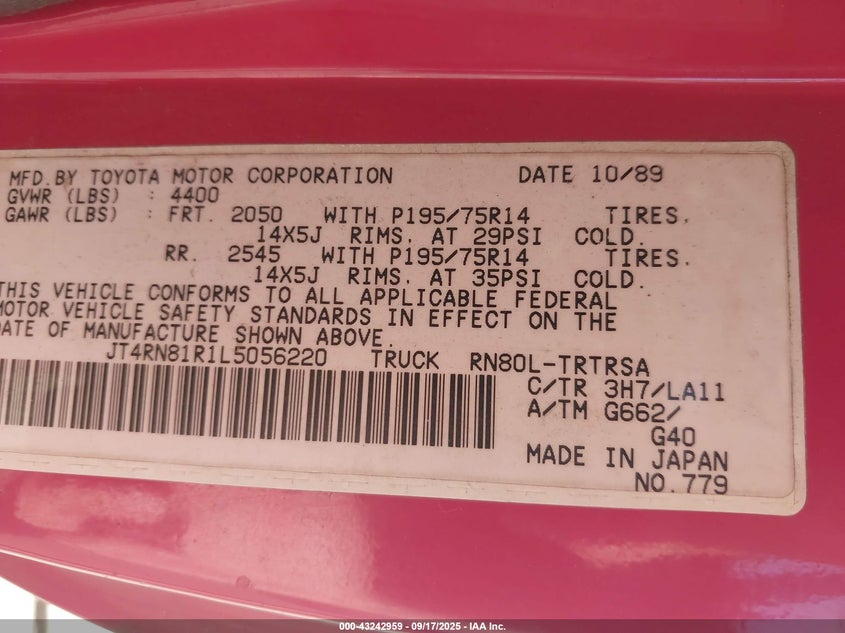 MFD.BY TOYOTA MOTOR CORPORATION DATE 10/89
GVWR (LBS) : 4400
GAWR (LBS) : FRT. 2050 WITH P195/75R14 TIRES.
14X5J RIMS. AT 29PSI COLD.
RR. 2545 WITH P195/75R14 TIRES.
14X5J RIMS. AT 35PSI COLD.
THIS VEHICLE CONFORMS TO ALL APPLICABLE FEDERAL
MOTOR VEHICLE SAFETY STANDARDS IN EFFECT ON THE
DATE OF MANUFACTURE SHOWN ABOVE.
JT4RN81R1L5056220 TRUCK RN80L-TRTRSA
C/TR 3H7/LA11
A/TM G662/
G40
MADE IN JAPAN
NO.779
000-43242959 - 09/17/2025 - IAA Inc.